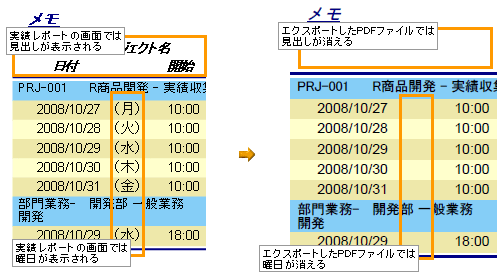 メモ
実績レポートの画面では
見出しが表示される
ジェクト名
日付 開始
PRJ-001 R商品開発 - 実績収集
2008/10/27 (月) 10:00
2008/10/28 (火) 10:00
2008/10/29 (水) 10:00
2008/10/30 (木) 10:00
2008/10/31 (金) 10:00
部門業務- 開発部 一般業務
開発
2008/10/29 (水) 18:00
実績レポートの画面では
曜日が表示される
メモ
エクスポートしたPDFファイルでは
見出しが消える
PRJ-001 R商品開発 - 実績収
2008/10/27 10:00
2008/10/28 10:00
2008/10/29 10:00
2008/10/30 10:00
2008/10/31 10:00
部門業務- 開発部 一般業務
開発
2008/10/29 18:00
エクスポートしたPDFファイルでは
曜日が消える